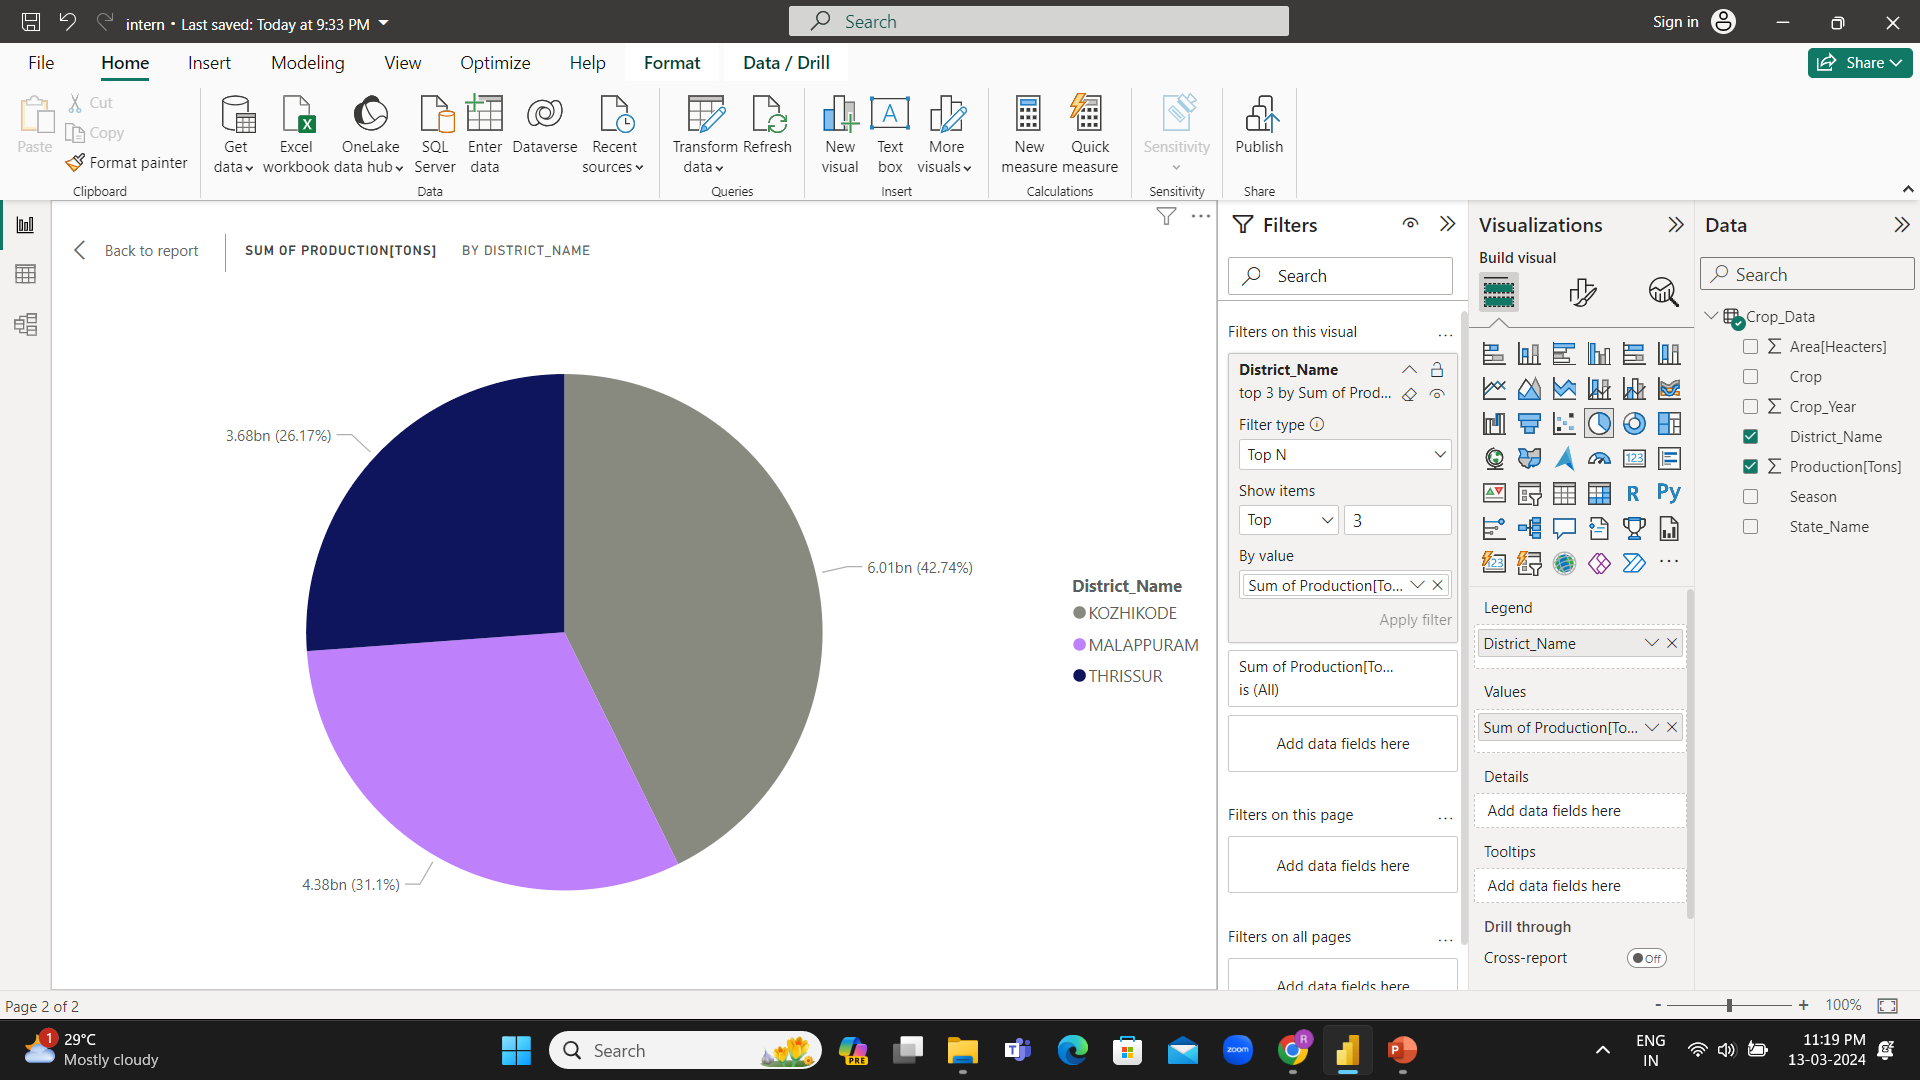 intern • Last saved: Today at 9:33 PM
Search
Sign in
File Home Insert Modeling View Optimize Help Format Data / Drill
Share
Paste
Cut
Copy
Format painter
Clipboard
Get data
Excel workbook
OneLake data hub
SQL Server
Enter data
Dataverse
Recent sources
Data
Transform data
Refresh
Queries
New visual
Text box
More visuals
Insert
New measure
Quick measure
Calculations
Sensitivity
Sensitivity
Publish
Share
Back to report
SUM OF PRODUCTION[TONS] BY DISTRICT_NAME
3.68bn (26.17%)
6.01bn (42.74%)
4.38bn (31.1%)
District_Name
KOZHIKODE
MALAPPURAM
THRISSUR
Filters
Search
Filters on this visual
...
District_Name
top 3 by Sum of Prod...
Filter type
Top N
Show items
Top 3
By value
Sum of Production[To...
Apply filter
Sum of Production[To...
is (All)
Add data fields here
Filters on this page
...
Add data fields here
Filters on all pages
...
Add data fields here
Visualizations
Build visual
123
R
Py
123
...
Legend
District_Name
Values
Sum of Production[To...
Details
Add data fields here
Tooltips
Add data fields here
Drill through
Cross-report Off
Data
Search
Crop_Data
Σ Area[Heacters]
Crop
Σ Crop_Year
District_Name
Σ Production[Tons]
Season
State_Name
Page 2 of 2
- + 100%
1
29°C
Mostly cloudy
Search
PRE
zoom
R
ENG
IN
11:19 PM
13-03-2024